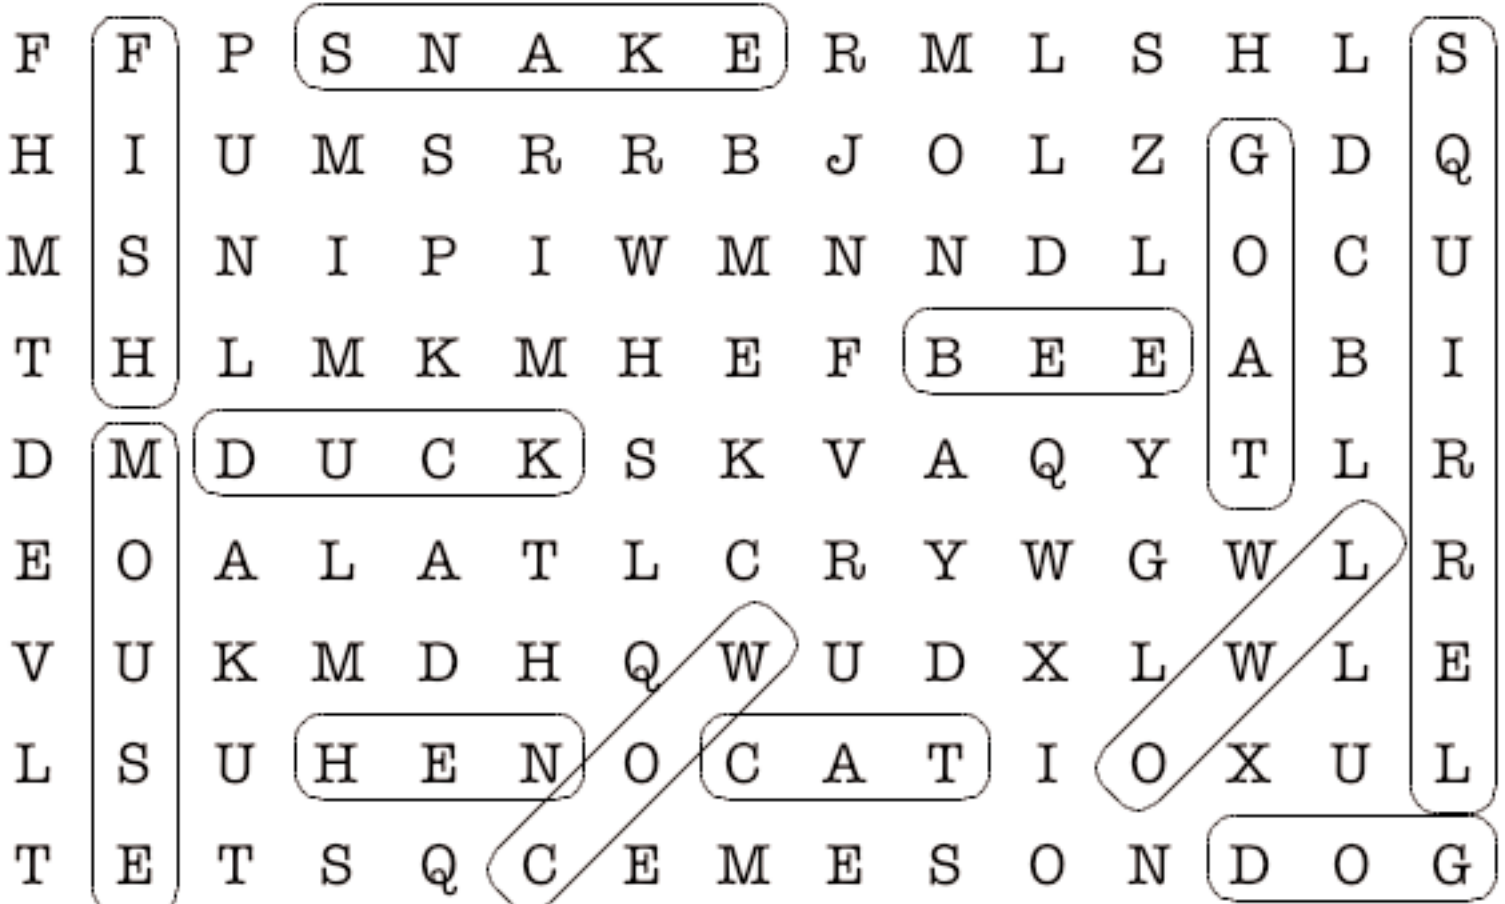 F F P S N A K E R M L S H L S
H I U M S R R B J O L Z G D Q
M S N I P I W M N N D L O C U
T H L M K M H E F B E E A B I
D M D U C K S K V A Q Y T L R
E O A L A T L C R Y W G W L R
V U K M D H Q W U D X L W L E
L S U H E N O C A T I O X U L
T E T S Q C E M E S O N D O G